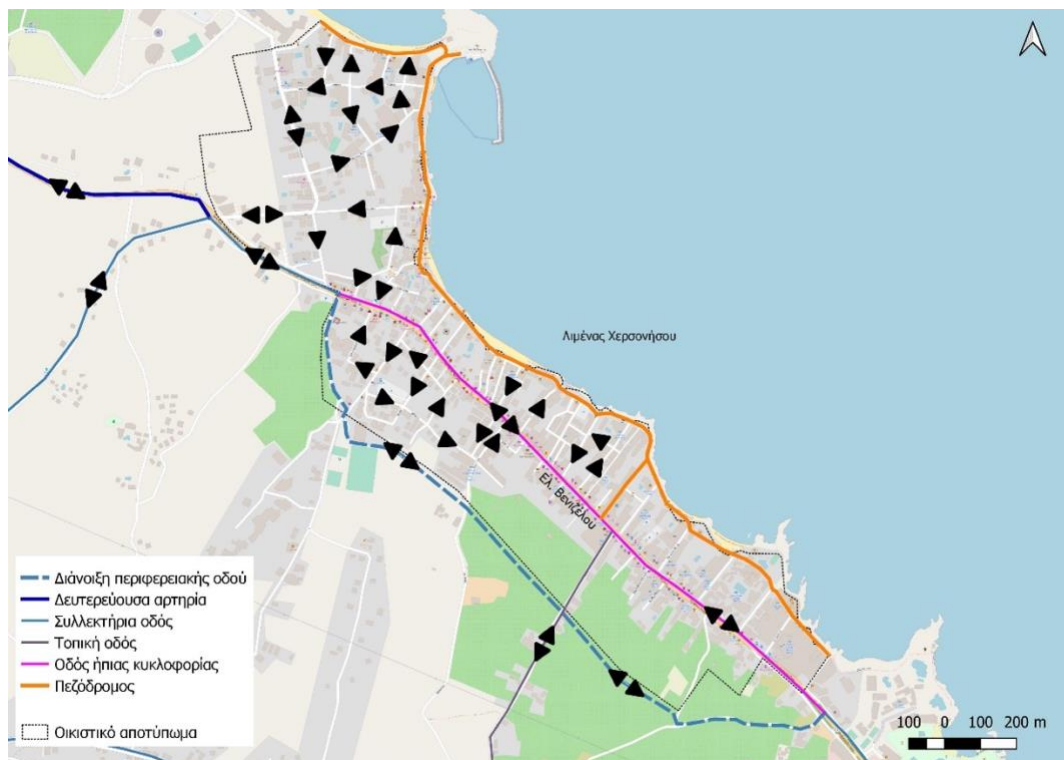 Λιμένας Χερσονήσου
Ελ. Βενιζέλου
Διάνοιξη περιφερειακής οδού
Δευτερεύουσα αρτηρία
Συλλεκτήρια οδός
Τοπική οδός
Οδός ήπιας κυκλοφορίας
Πεζόδρομος
Οικιστικό αποτύπωμα
100 0 100 200 m